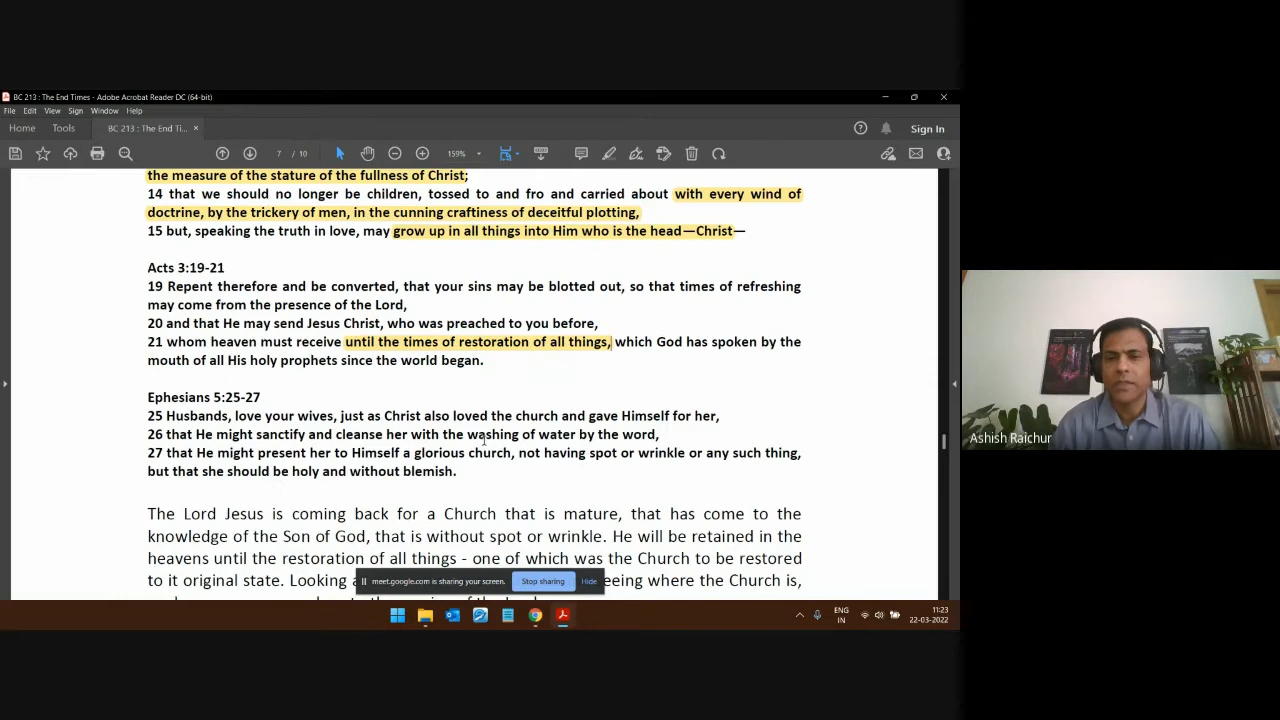 BC 213 : The End Times - Adobe Acrobat Reader DC (64-bit)
File Edit View Sign Window Help
Home Tools BC 213 : The End Ti... × Sign In
7 / 10 159%
the measure of the stature of the fullness of Christ;
14 that we should no longer be children, tossed to and fro and carried about with every wind of
doctrine, by the trickery of men, in the cunning craftiness of deceitful plotting,
15 but, speaking the truth in love, may grow up in all things into Him who is the head—Christ—
Acts 3:19-21
19 Repent therefore and be converted, that your sins may be blotted out, so that times of refreshing
may come from the presence of the Lord,
20 and that He may send Jesus Christ, who was preached to you before,
21 whom heaven must receive until the times of restoration of all things, which God has spoken by the
mouth of all His holy prophets since the world began.
Ephesians 5:25-27
25 Husbands, love your wives, just as Christ also loved the church and gave Himself for her,
26 that He might sanctify and cleanse her with the washing of water by the word,
27 that He might present her to Himself a glorious church, not having spot or wrinkle or any such thing,
but that she should be holy and without blemish.
The Lord Jesus is coming back for a Church that is mature, that has come to the
knowledge of the Son of God, that is without spot or wrinkle. He will be retained in the
heavens until the restoration of all things - one of which was the Church to be restored
to it original state. Looking eeing where the Church is,
meet.google.com is sharing your screen. Stop sharing Hide
ENG
IN
11:23
22-03-2022
Ashish Raichur